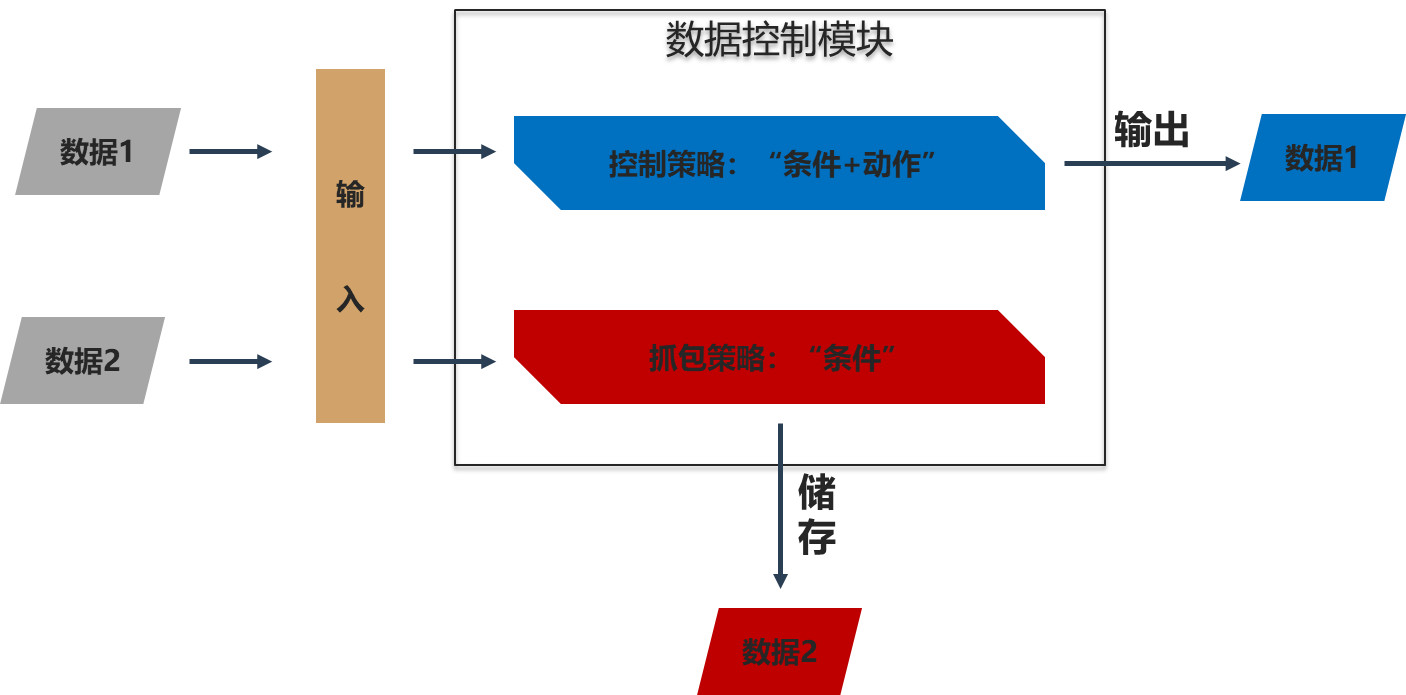 数据控制模块
数据1
输
入
控制策略：“条件+动作”
输出
数据1
数据2
抓包策略：“条件”
储
存
数据2